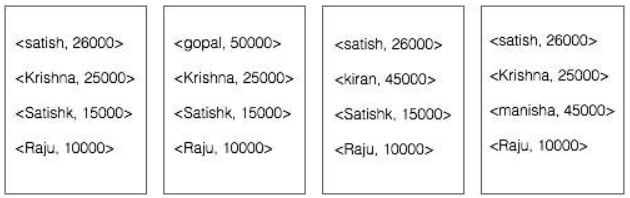 <satish, 26000>
<Krishna, 25000>
<Satishk, 15000>
<Raju, 10000>
<gopal, 50000>
<Krishna, 25000>
<Satishk, 15000>
<Raju, 10000>
<satish, 26000>
<kiran, 45000>
<Satishk, 15000>
<Raju, 10000>
<satish, 26000>
<Krishna, 25000>
<manisha, 45000>
<Raju, 10000>